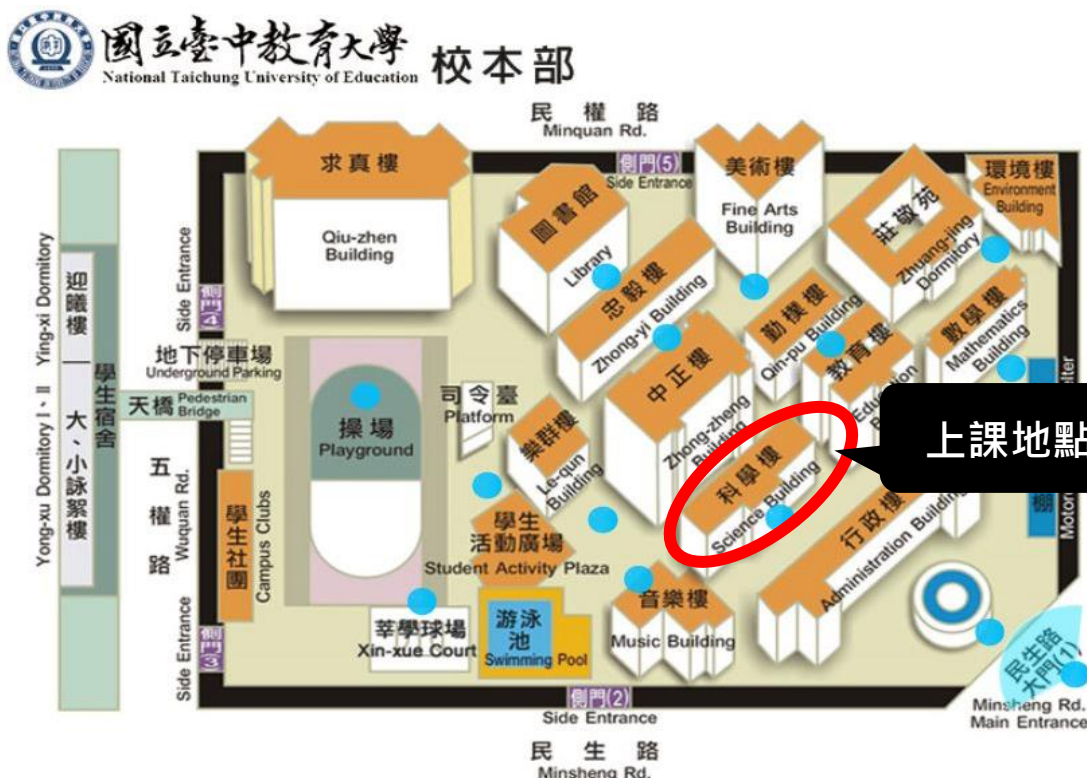 國立臺中教育大學
National Taichung University of Education
校本部
民權路
Minquan Rd.
求真樓
Qiu-zhen
Building
側門(5)
Side Entrance
圖書館
Library
美術樓
Fine Arts
Building
莊敬苑
Zhuang-jing
Dormitory
環境樓
Environment
Building
忠毅樓
Zhong-yi Building
勤樸樓
Qin-pu Building
教育樓
數學樓
Mathematics
Building
中正樓
Zhong-zheng
Building
科學樓
Science Building
上課地點
行政樓
Administration Building
棚
民生路
大門(1)
Minsheng Rd.
Main Entrance
迎曦樓
Ying-xi Dormitory
大、小詠絮樓
Yong-xu Dormitory I、II
學生宿舍
側門4
Side Entrance
地下停車場
Underground Parking
天橋
Pedestrian
Bridge
五權路
Wuquan Rd.
學生社團
Campus Clubs
側門3
Side Entrance
操場
Playground
司令臺
Platform
樂群樓
Le-qun
Building
學生
活動廣場
Student Activity Plaza
莘學球場
Xin-xue Court
游泳
池
Swimming Pool
音樂樓
Music Building
側門(2)
Side Entrance
民生路
Minsheng Rd.